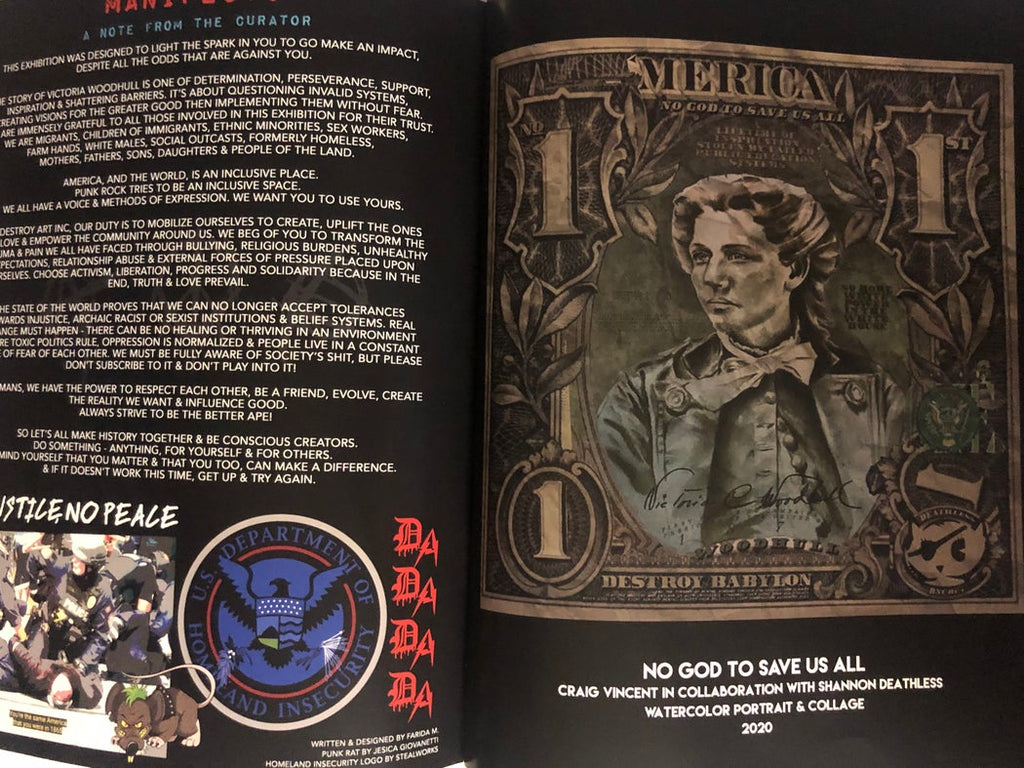 A NOTE FROM THE CURATOR
THIS EXHIBITION WAS DESIGNED TO LIGHT THE SPARK IN YOU TO GO MAKE AN IMPACT,
DESPITE ALL THE ODDS THAT ARE AGAINST YOU.
STORY OF VICTORIA WOODHULL IS ONE OF DETERMINATION, PERSEVERANCE, SUPPORT,
INSPIRATION & SHATTERING BARRIERS. IT'S ABOUT QUESTIONING INVALID SYSTEMS,
VISIONS FOR THE GREATER GOOD THEN IMPLEMENTING THEM WITHOUT FEAR.
ARE IMMENSELY GRATEFUL TO ALL THOSE INVOLVED IN THIS EXHIBITION FOR THEIR TRUST.
WE ARE MIGRANTS, CHILDREN OF IMMIGRANTS, ETHNIC MINORITIES, SEX WORKERS,
FARM HANDS, WHITE MALES, SOCIAL OUTCASTS, FORMERLY HOMELESS,
MOTHERS, FATHERS, SONS, DAUGHTERS & PEOPLE OF THE LAND.
AMERICA, AND THE WORLD, IS AN INCLUSIVE PLACE.
PUNK ROCK TRIES TO BE AN INCLUSIVE SPACE.
WE ALL HAVE A VOICE & METHODS OF EXPRESSION. WE WANT YOU TO USE YOURS.
DESTROY ART INC, OUR DUTY IS TO MOBILIZE OURSELVES TO CREATE, UPLIFT THE ONES
LOVE & EMPOWER THE COMMUNITY AROUND US. WE BEG OF YOU TO TRANSFORM THE
& PAIN WE ALL HAVE FACED THROUGH BULLYING, RELIGIOUS BURDENS, UNHEALTHY
RELATIONSHIP ABUSE & EXTERNAL FORCES OF PRESSURE PLACED UPON
CHOOSE ACTIVISM, LIBERATION, PROGRESS AND SOLIDARITY BECAUSE IN THE
END, TRUTH & LOVE PREVAIL.
THE STATE OF THE WORLD PROVES THAT WE CAN NO LONGER ACCEPT TOLERANCES
INJUSTICE, ARCHAIC RACIST OR SEXIST INSTITUTIONS & BELIEF SYSTEMS. REAL
MUST HAPPEN - THERE CAN BE NO HEALING OR THRIVING IN AN ENVIRONMENT
TOXIC POLITICS RULE, OPPRESSION IS NORMALIZED & PEOPLE LIVE IN A CONSTANT
OF FEAR OF EACH OTHER. WE MUST BE FULLY AWARE OF SOCIETY'S SHIT, BUT PLEASE
DON'T SUBSCRIBE TO IT & DON'T PLAY INTO IT!
WE HAVE THE POWER TO RESPECT EACH OTHER, BE A FRIEND, EVOLVE, CREATE
THE REALITY WE WANT & INFLUENCE GOOD.
ALWAYS STRIVE TO BE THE BETTER APE!
SO LET'S ALL MAKE HISTORY TOGETHER & BE CONSCIOUS CREATORS.
DO SOMETHING - ANYTHING, FOR YOURSELF & FOR OTHERS.
YOURSELF THAT YOU MATTER & THAT YOU TOO, CAN MAKE A DIFFERENCE.
& IF IT DOESN'T WORK THIS TIME, GET UP & TRY AGAIN.
NO PEACE
U.S. DEPARTMENT OF
HOMELAND INSECURITY
DA
DA
DA
DA
You're the same America
that you were in
WRITTEN & DESIGNED BY FARIDA M.
PUNK RAT BY JESICA GIOVANETTI
HOMELAND INSECURITY LOGO BY STEALWORKS
'MERICA
NO GOD TO SAVE US ALL
1
1ST
1
1
Victoria C Woodhull
WOODHULL
DESTROY BABYLON
DEATHLESS
NO GOD TO SAVE US ALL
CRAIG VINCENT IN COLLABORATION WITH SHANNON DEATHLESS
WATERCOLOR PORTRAIT & COLLAGE
2020